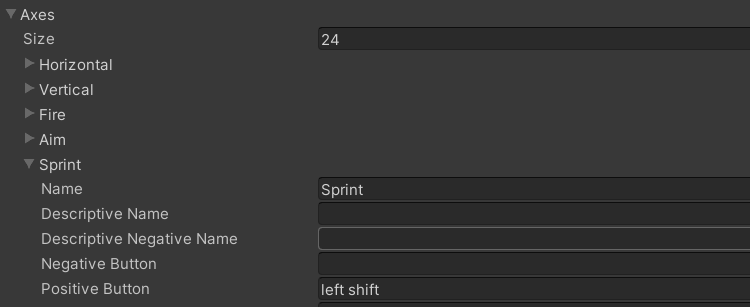 Axes
Size 24
Horizontal
Vertical
Fire
Aim
Sprint
Name Sprint
Descriptive Name
Descriptive Negative Name
Negative Button
Positive Button left shift